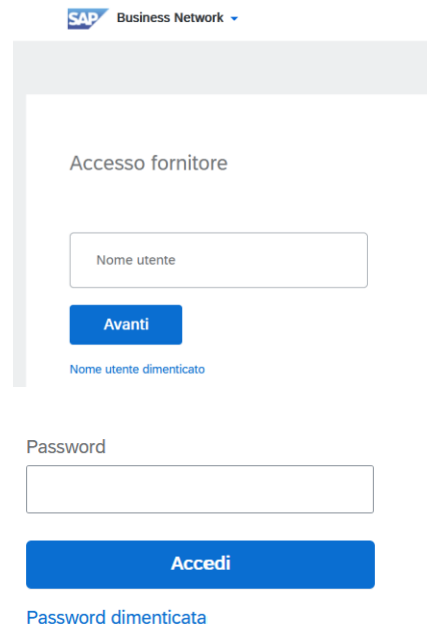 SAP Business Network
Accesso fornitore
Nome utente
Avanti
Nome utente dimenticato
Password
Accedi
Password dimenticata